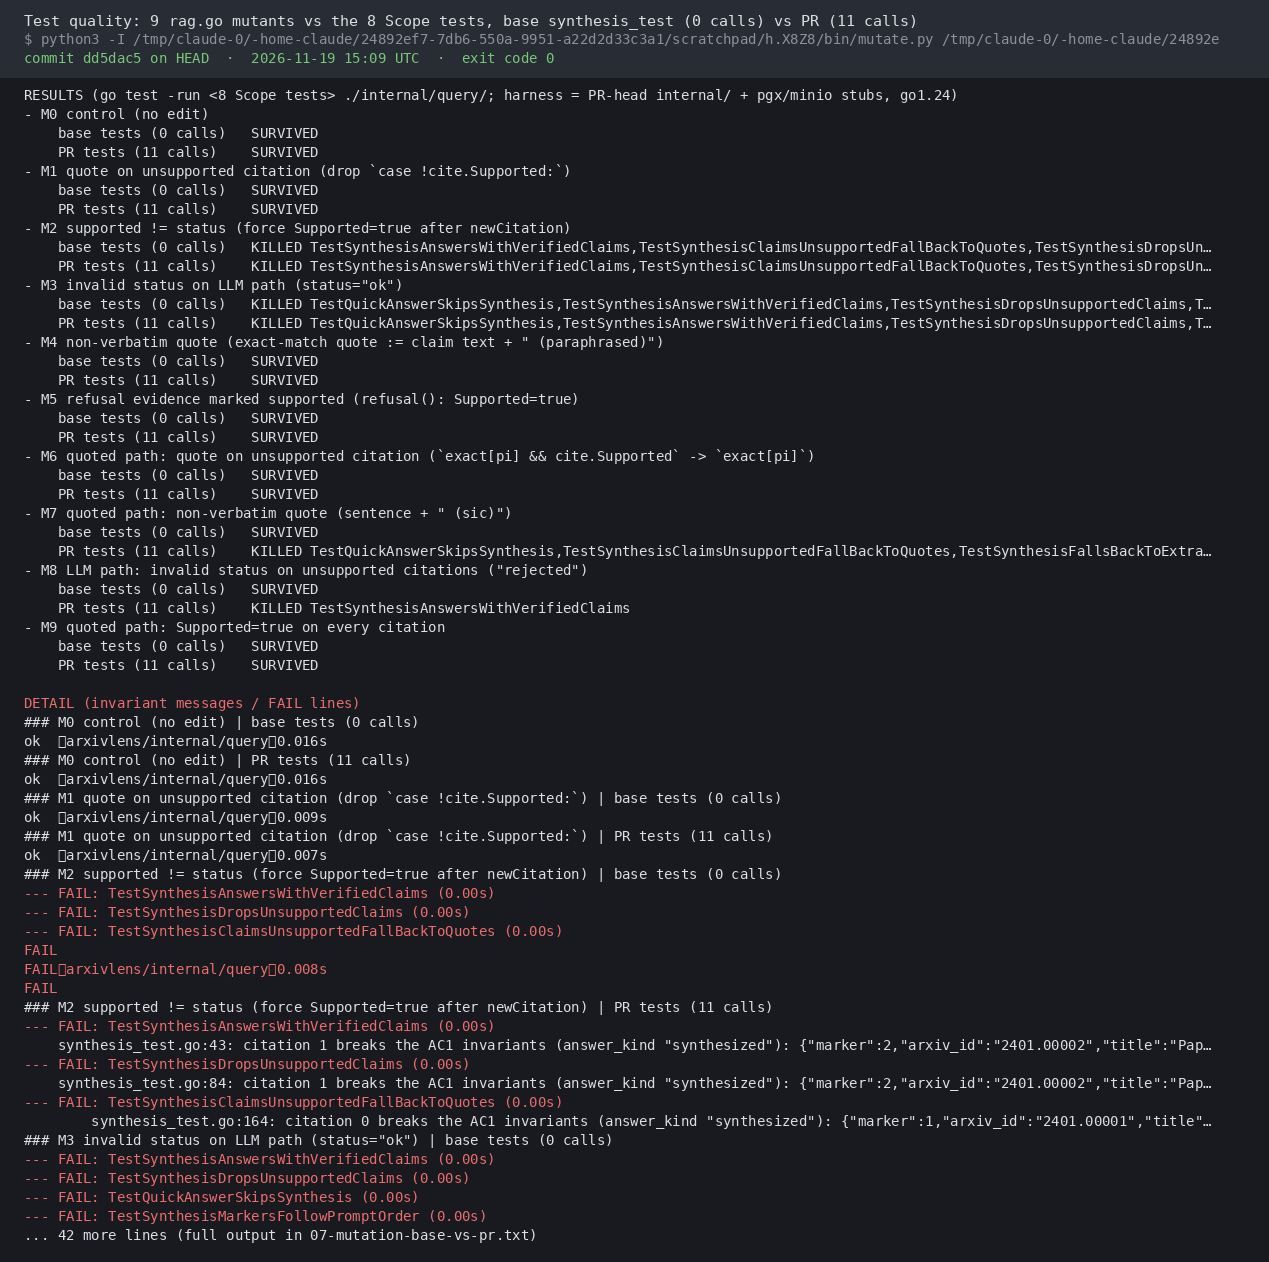 Test quality: 9 rag.go mutants vs the 8 Scope tests, base synthesis_test (0 calls) vs PR (11 calls)
$ python3 -I /tmp/claude-0/-home-claude/24892ef7-7db6-550a-9951-a22d2d33c3a1/scratchpad/h.X8Z8/bin/mutate.py /tmp/claude-0/-home-claude/24892e
commit dd5dac5 on HEAD · 2026-11-19 15:09 UTC · exit code 0
RESULTS (go test -run <8 Scope tests> ./internal/query/; harness = PR-head internal/ + pgx/minio stubs, go1.24)
- M0 control (no edit)
    base tests (0 calls)   SURVIVED
    PR tests (11 calls)    SURVIVED
- M1 quote on unsupported citation (drop `case !cite.Supported:`)
    base tests (0 calls)   SURVIVED
    PR tests (11 calls)    SURVIVED
- M2 supported != status (force Supported=true after newCitation)
    base tests (0 calls)   KILLED TestSynthesisAnswersWithVerifiedClaims,TestSynthesisClaimsUnsupportedFallBackToQuotes,TestSynthesisDropsUn…
    PR tests (11 calls)    KILLED TestSynthesisAnswersWithVerifiedClaims,TestSynthesisClaimsUnsupportedFallBackToQuotes,TestSynthesisDropsUn…
- M3 invalid status on LLM path (status="ok")
    base tests (0 calls)   KILLED TestQuickAnswerSkipsSynthesis,TestSynthesisAnswersWithVerifiedClaims,TestSynthesisDropsUnsupportedClaims,T…
    PR tests (11 calls)    KILLED TestQuickAnswerSkipsSynthesis,TestSynthesisAnswersWithVerifiedClaims,TestSynthesisDropsUnsupportedClaims,T…
- M4 non-verbatim quote (exact-match quote := claim text + " (paraphrased)")
    base tests (0 calls)   SURVIVED
    PR tests (11 calls)    SURVIVED
- M5 refusal evidence marked supported (refusal(): Supported=true)
    base tests (0 calls)   SURVIVED
    PR tests (11 calls)    SURVIVED
- M6 quoted path: quote on unsupported citation (`exact[pi] && cite.Supported` -> `exact[pi]`)
    base tests (0 calls)   SURVIVED
    PR tests (11 calls)    SURVIVED
- M7 quoted path: non-verbatim quote (sentence + " (sic)")
    base tests (0 calls)   SURVIVED
    PR tests (11 calls)    KILLED TestQuickAnswerSkipsSynthesis,TestSynthesisClaimsUnsupportedFallBackToQuotes,TestSynthesisFallsBackToExtra…
- M8 LLM path: invalid status on unsupported citations ("rejected")
    base tests (0 calls)   SURVIVED
    PR tests (11 calls)    KILLED TestSynthesisAnswersWithVerifiedClaims
- M9 quoted path: Supported=true on every citation
    base tests (0 calls)   SURVIVED
    PR tests (11 calls)    SURVIVED
DETAIL (invariant messages / FAIL lines)
### M0 control (no edit) | base tests (0 calls)
ok  arxivlens/internal/query 0.016s
### M0 control (no edit) | PR tests (11 calls)
ok  arxivlens/internal/query 0.016s
### M1 quote on unsupported citation (drop `case !cite.Supported:`) | base tests (0 calls)
ok  arxivlens/internal/query 0.009s
### M1 quote on unsupported citation (drop `case !cite.Supported:`) | PR tests (11 calls)
ok  arxivlens/internal/query 0.007s
### M2 supported != status (force Supported=true after newCitation) | base tests (0 calls)
--- FAIL: TestSynthesisAnswersWithVerifiedClaims (0.00s)
--- FAIL: TestSynthesisDropsUnsupportedClaims (0.00s)
--- FAIL: TestSynthesisClaimsUnsupportedFallBackToQuotes (0.00s)
FAIL
FAIL arxivlens/internal/query 0.008s
FAIL
### M2 supported != status (force Supported=true after newCitation) | PR tests (11 calls)
--- FAIL: TestSynthesisAnswersWithVerifiedClaims (0.00s)
    synthesis_test.go:43: citation 1 breaks the AC1 invariants (answer_kind "synthesized"): {"marker":2,"arxiv_id":"2401.00002","title":"Pap…
--- FAIL: TestSynthesisDropsUnsupportedClaims (0.00s)
    synthesis_test.go:84: citation 1 breaks the AC1 invariants (answer_kind "synthesized"): {"marker":2,"arxiv_id":"2401.00002","title":"Pap…
--- FAIL: TestSynthesisClaimsUnsupportedFallBackToQuotes (0.00s)
        synthesis_test.go:164: citation 0 breaks the AC1 invariants (answer_kind "synthesized"): {"marker":1,"arxiv_id":"2401.00001","title"…
### M3 invalid status on LLM path (status="ok") | base tests (0 calls)
--- FAIL: TestSynthesisAnswersWithVerifiedClaims (0.00s)
--- FAIL: TestSynthesisDropsUnsupportedClaims (0.00s)
--- FAIL: TestQuickAnswerSkipsSynthesis (0.00s)
--- FAIL: TestSynthesisMarkersFollowPromptOrder (0.00s)
... 42 more lines (full output in 07-mutation-base-vs-pr.txt)